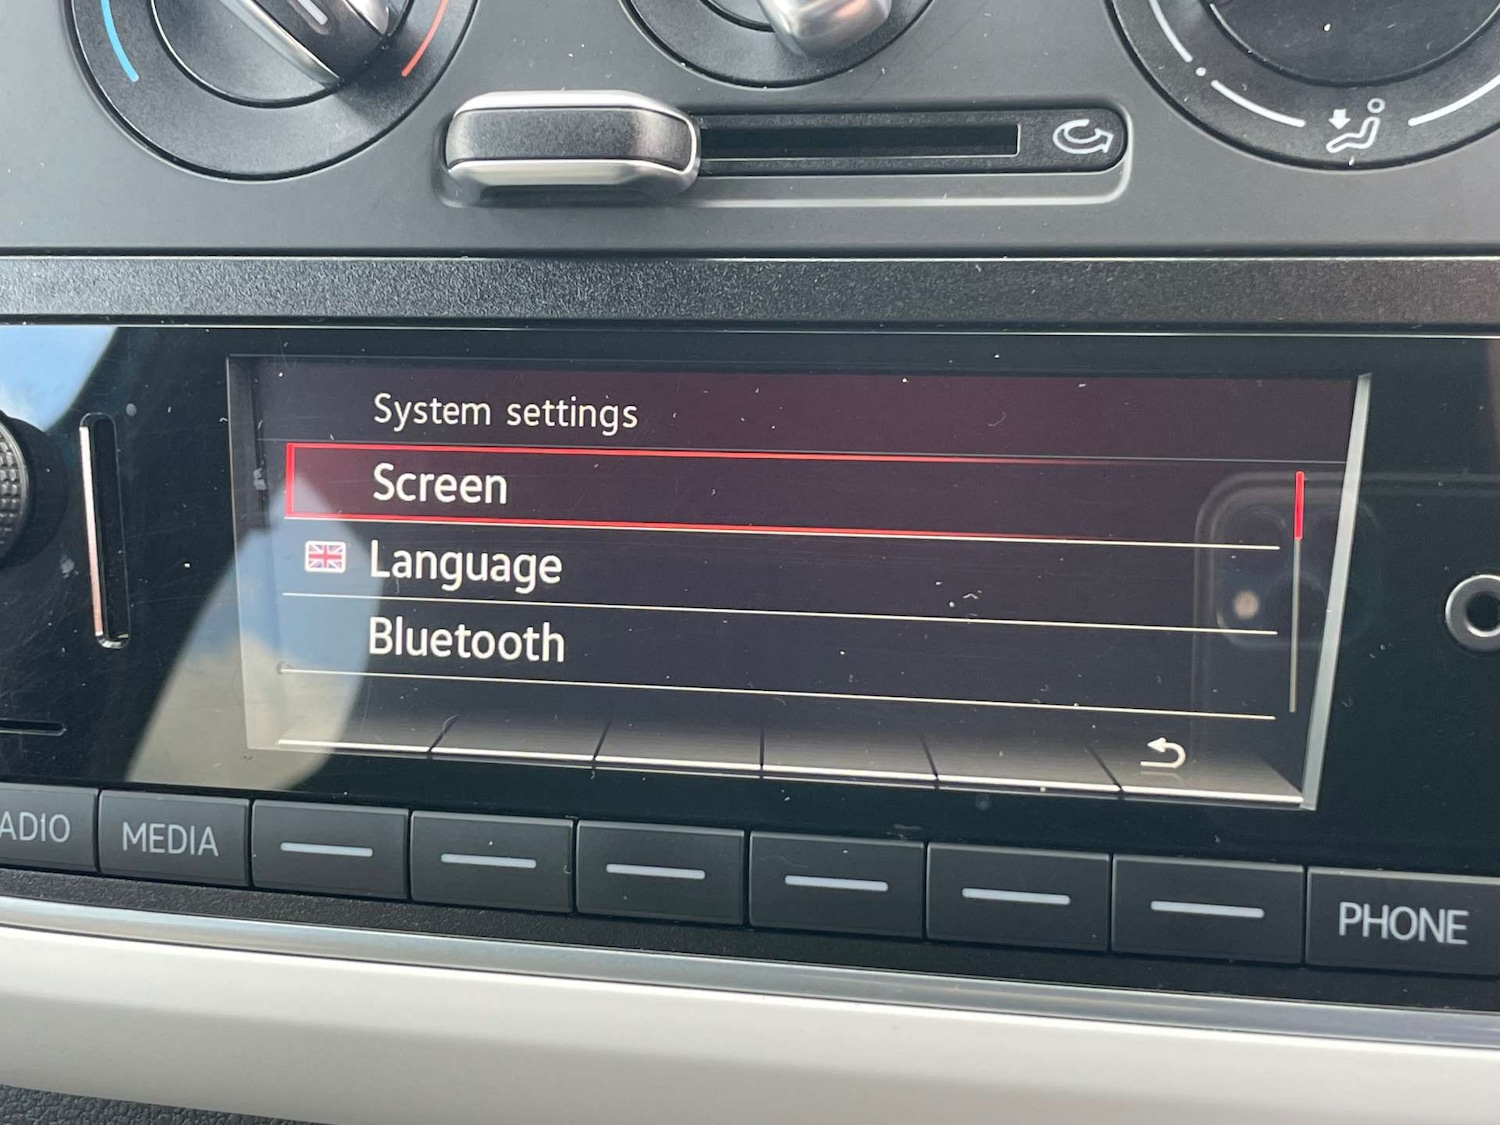 System settings
Screen
Language
Bluetooth
ADIO MEDIA PHONE